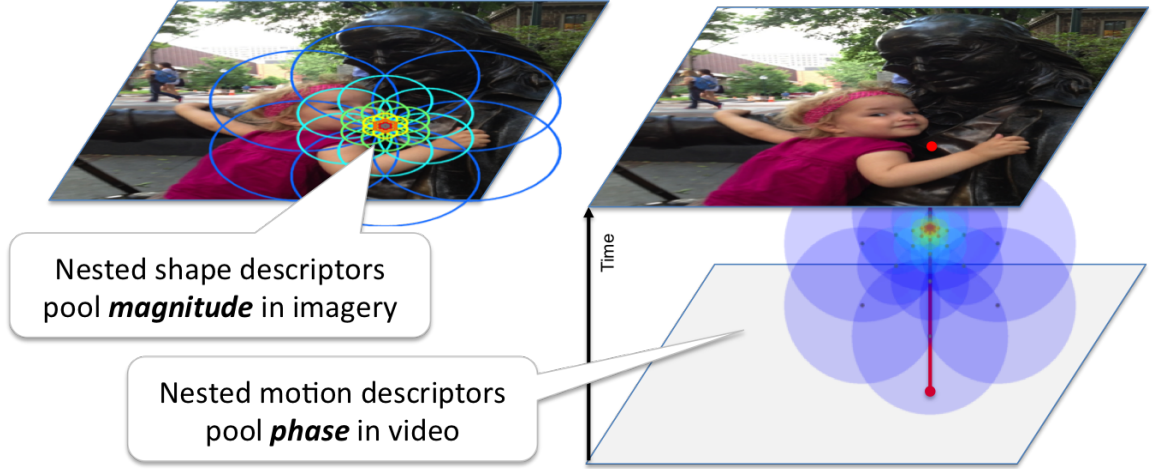 Nested shape descriptors
pool magnitude in imagery
Time
Nested motion descriptors
pool phase in video